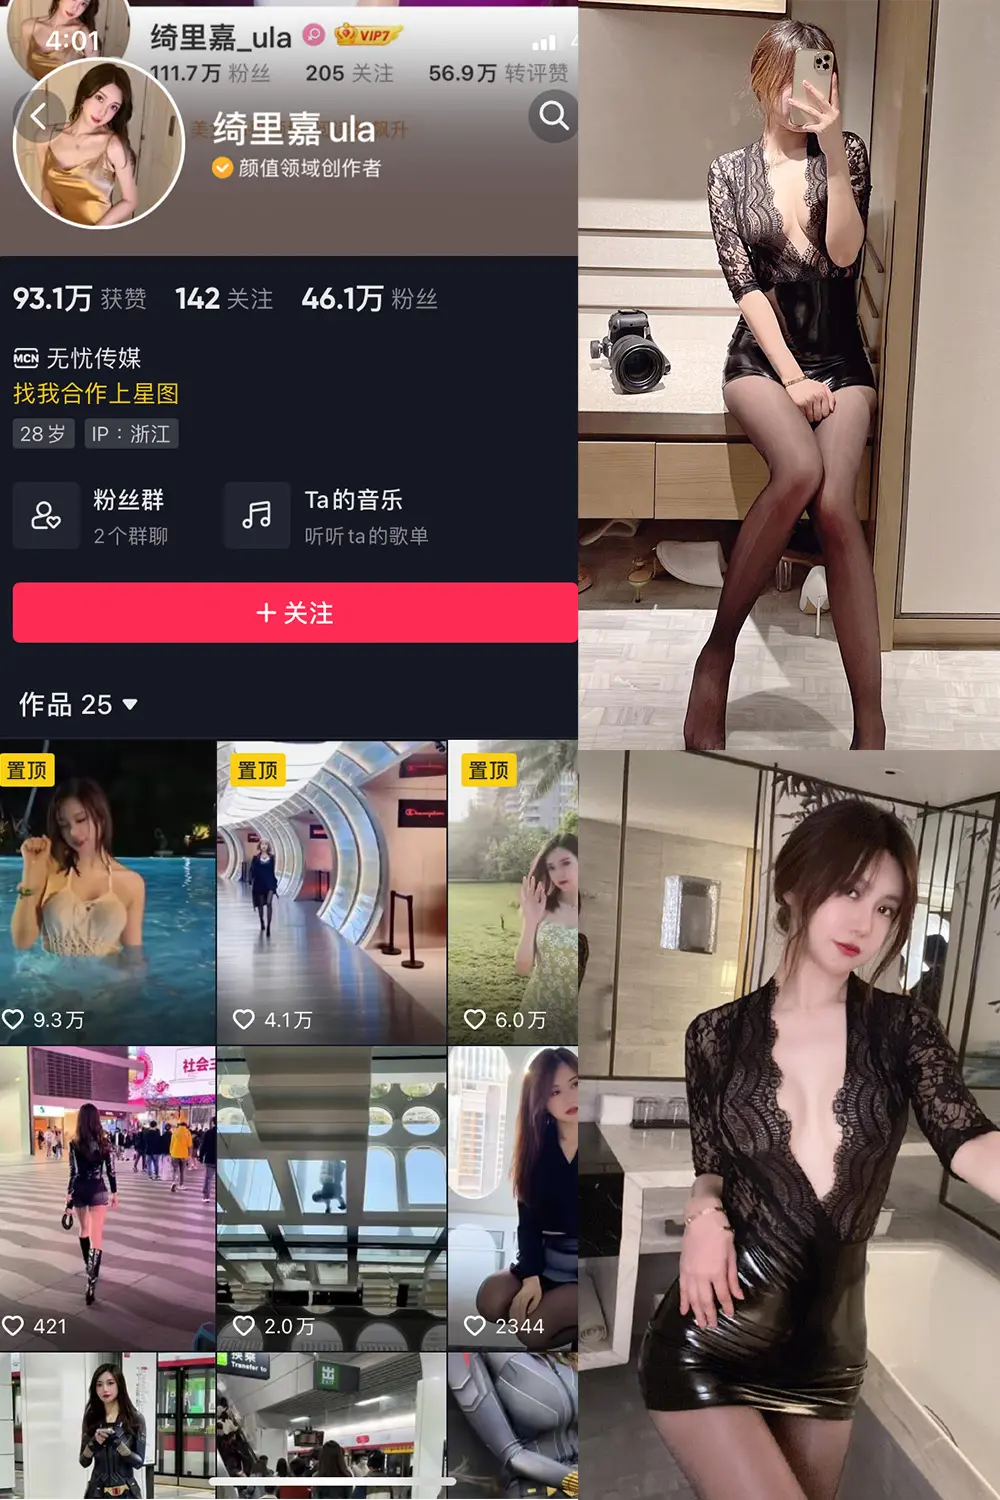 4:01
绮里嘉_ula
VIP7
111.7万 粉丝 205 关注 56.9万 转评赞
绮里嘉ula
颜值领域创作者
93.1万 获赞 142 关注 46.1万 粉丝
MCN 无忧传媒
找我合作上星图
28岁 IP：浙江
粉丝群
2个群聊
Ta的音乐
听听ta的歌单
+ 关注
作品 25
置顶
置顶
置顶
Champion
9.3万
4.1万
6.0万
社会主
421
2.0万
2344
换乘
Transfer to
出
EXIT